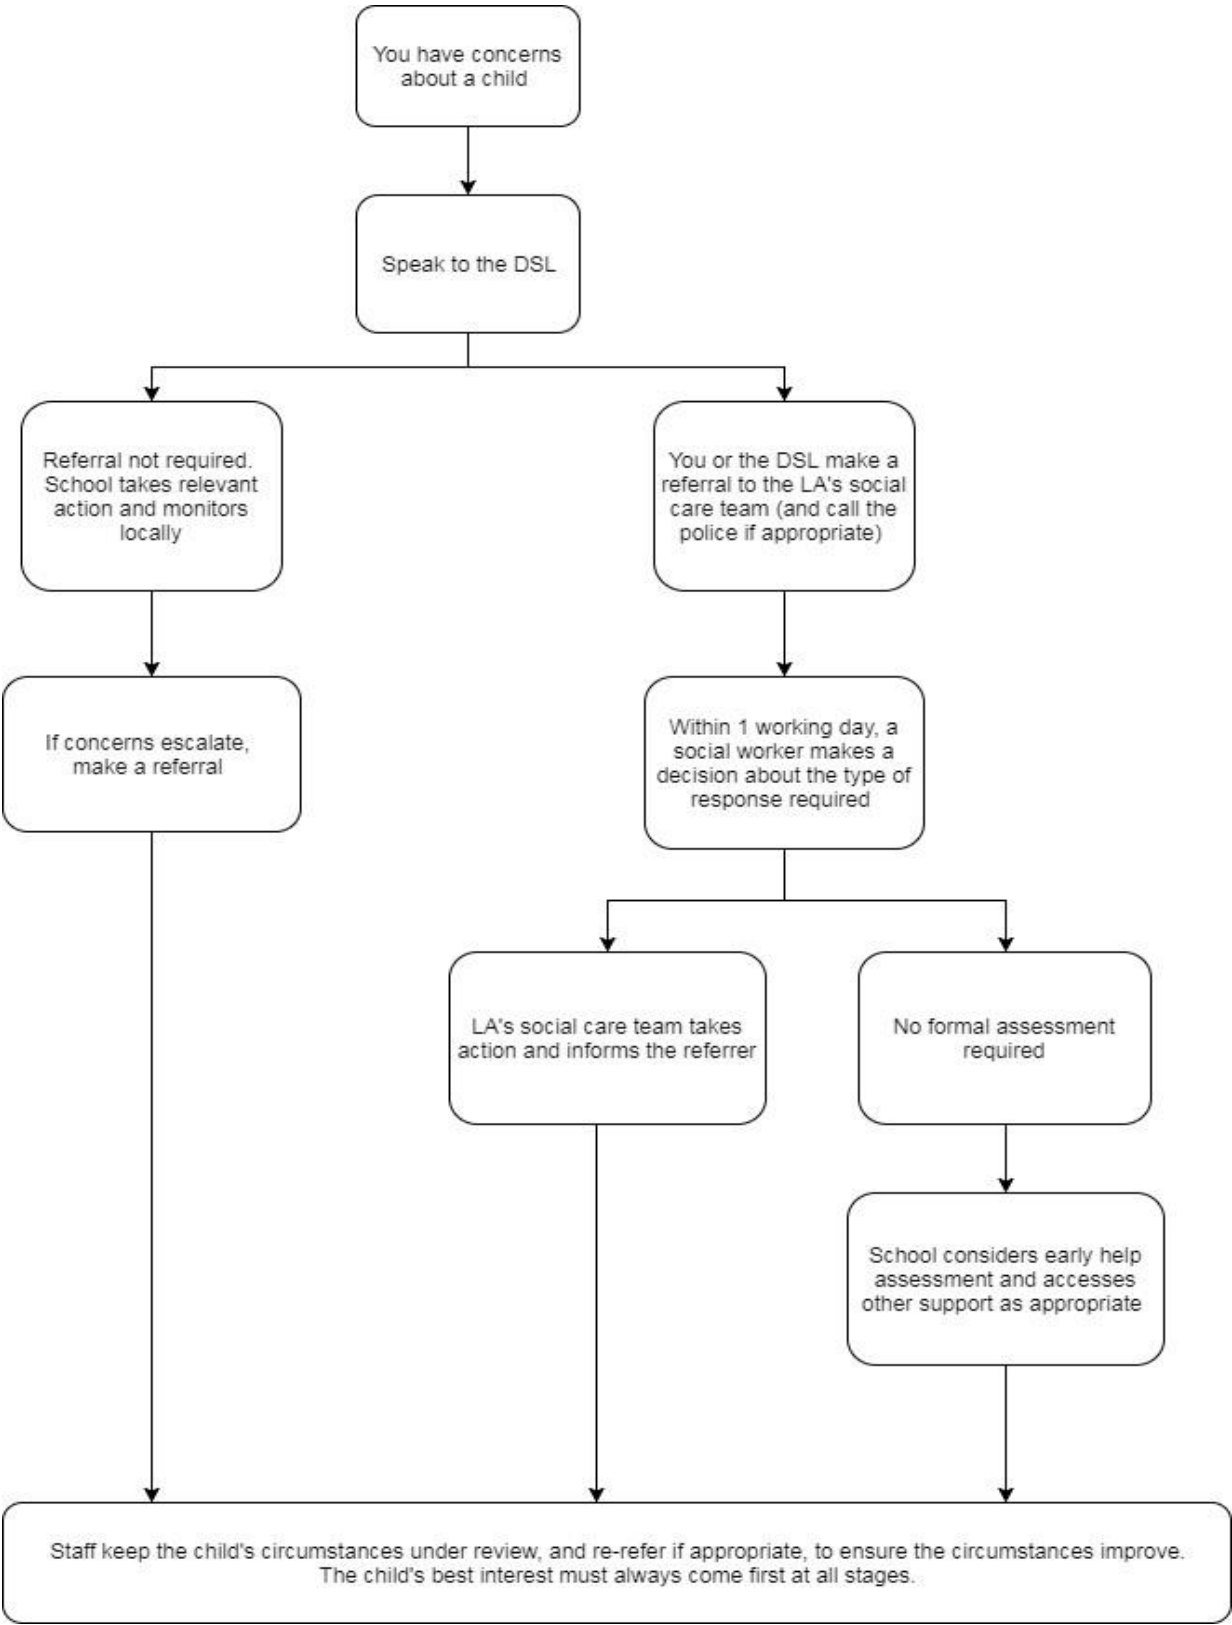 You have concerns
about a child
Speak to the DSL
Referral not required.
School takes relevant
action and monitors
locally
You or the DSL make a
referral to the LA's social
care team (and call the
police if appropriate)
If concerns escalate,
make a referral
Within 1 working day, a
social worker makes a
decision about the type of
response required
LA's social care team takes
action and informs the referrer
No formal assessment
required
School considers early help
assessment and accesses
other support as appropriate
Staff keep the child's circumstances under review, and re-refer if appropriate, to ensure the circumstances improve.
The child's best interest must always come first at all stages.